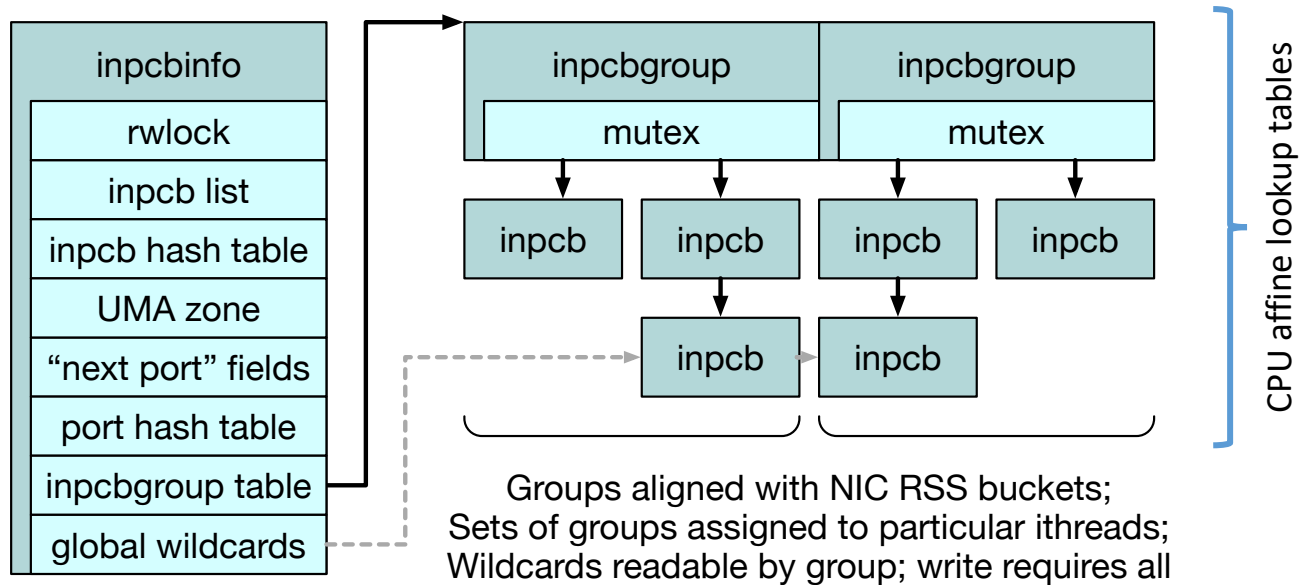 inpcbinfo
rwlock
inpcb list
inpcb hash table
UMA zone
“next port” fields
port hash table
inpcbgroup table
global wildcards
inpcbgroup
inpcbgroup
mutex
mutex
inpcb
inpcb
inpcb
inpcb
inpcb
inpcb
Groups aligned with NIC RSS buckets;
Sets of groups assigned to particular ithreads;
Wildcards readable by group; write requires all
CPU affine lookup tables